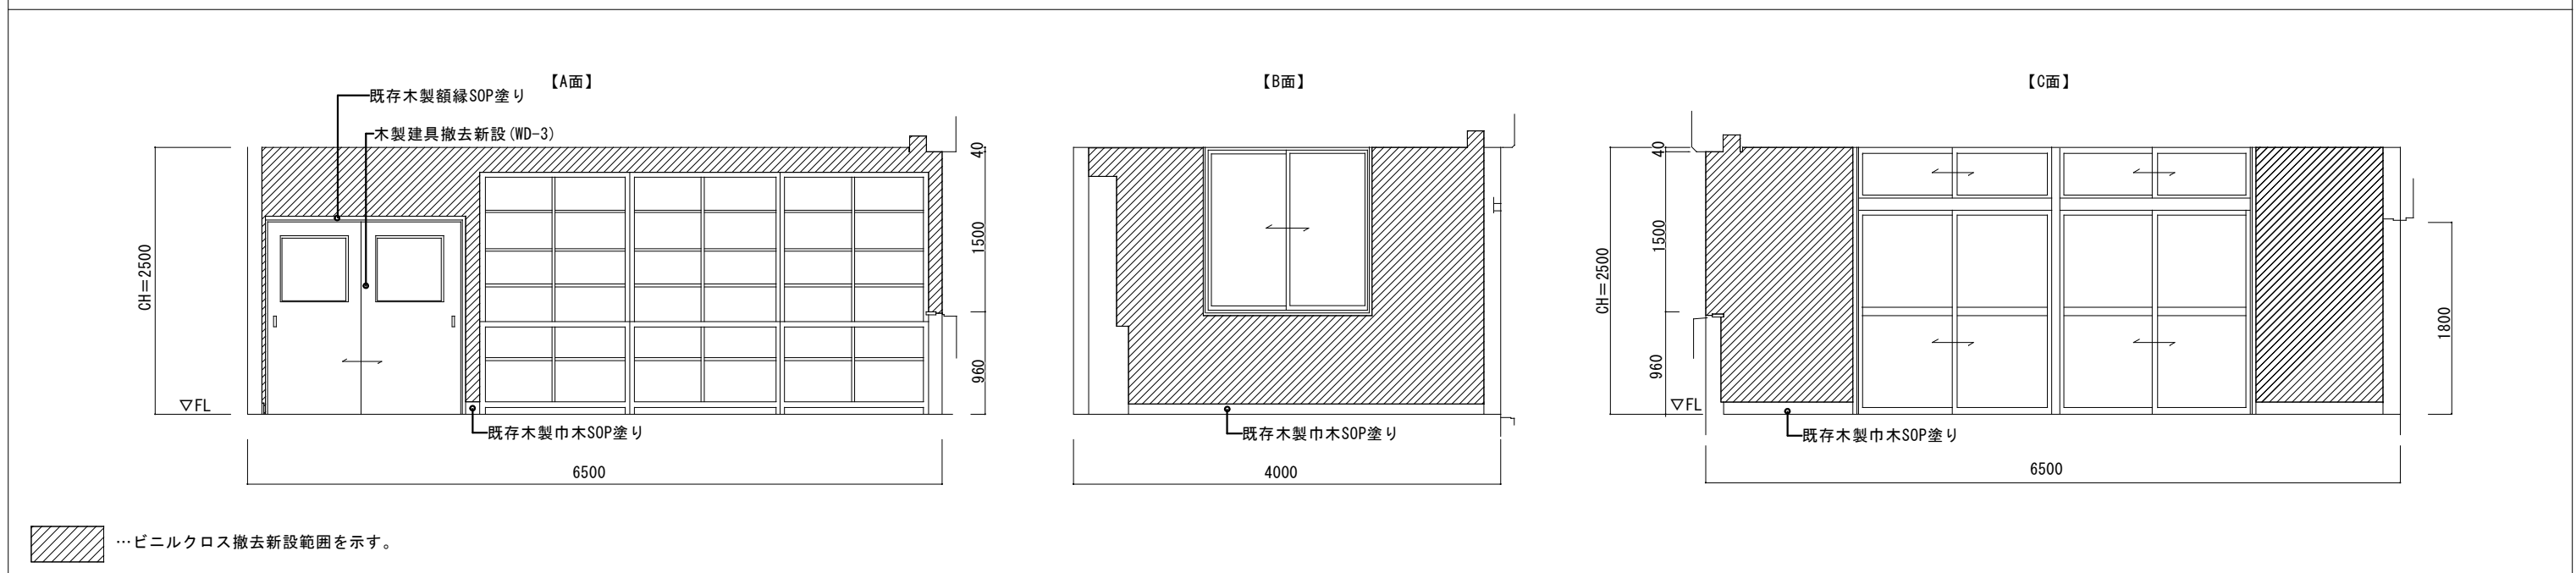 【A面】
既存木製額縁SOP塗り
木製建具撤去新設(WD-3)
CH=2500
▽FL
既存木製巾木SOP塗り
6500
40
1500
960
【B面】
既存木製巾木SOP塗り
4000
【C面】
CH=2500
40
1500
960
▽FL
既存木製巾木SOP塗り
6500
1800
…ビニルクロス撤去新設範囲を示す。